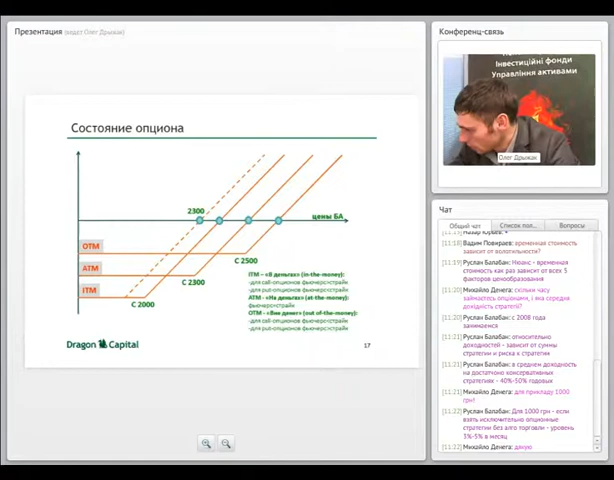 Презентация (ведет Олег Дрыжак)
Состояние опциона
2300
цены БА
OTM
ATM
ITM
C 2500
C 2300
C 2000
ITM – «В деньгах» (in-the-money):
-для call-опционов фьючерс>страйк
-для put-опционов фьючерс<страйк
ATM - «На деньгах» (at-the-money):
фьючерс=страйк
OTM – «Вне денег» (out of-the-money):
-для call-опционов фьючерс<страйк
-для put-опционов фьючерс>страйк
Dragon Capital
17
Конференц-связь
Інвестиційні фонди
Управління активами
Олег Дрыжак
Чат
Общий чат
Список пол...
Вопросы
[11:18] Вадим Повираев: временная стоимость
зависит от вологельности?
[11:19] Руслан Балабан: Нюанс - временная
стоимость как раз зависит от всех 5
факторов ценообразования
[11:20] Михайло Денега: скільки часу
займаєтесь опціонами, і яка середня
дохідність стратегії?
[11:20] Руслан Балабан: с 2008 года
занимаемся
[11:21] Руслан Балабан: относительно
доходностей - зависит от суммы
стратегии и риска к стратегии
[11:21] Руслан Балабан: в среднем доходность
на достаточно консервативных
стратегиях - 40%-50% годовых
[11:21] Михайло Денега: для прикладу 1000
грн?
[11:22] Руслан Балабан: Для 1000 грн - если
взять исключительно опционные
стратегии без алго торговли - уровень
1%-5% в месяц
[11:22] Михайло Денега: дякую